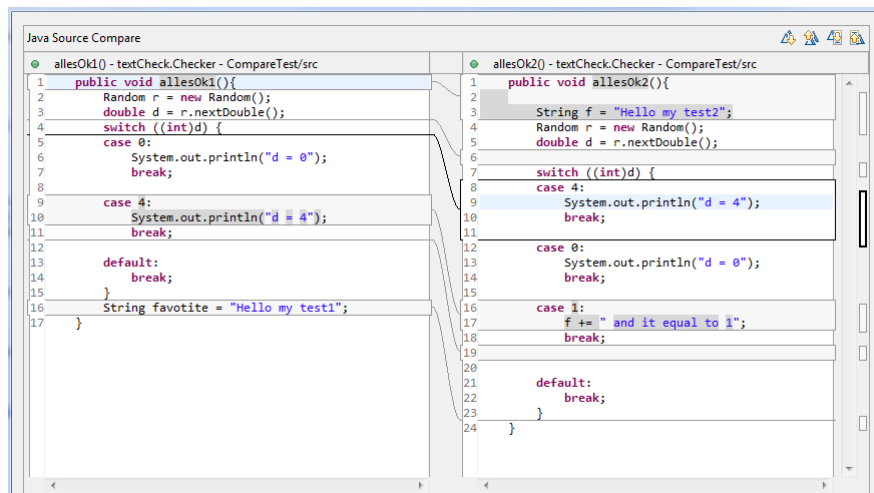 Java Source Compare
allesOk1() - textCheck.Checker - CompareTest/src
1 public void allesOk1(){
2 Random r = new Random();
3 double d = r.nextDouble();
4 switch ((int)d) {
5 case 0:
6 System.out.println("d = 0");
7 break;
8
9 case 4:
10 System.out.println("d = 4");
11 break;
12
13 default:
14 break;
15 }
16 String favotite = "Hello my test1";
17 }
allesOk2() - textCheck.Checker - CompareTest/src
1 public void allesOk2(){
2
3 String f = "Hello my test2";
4 Random r = new Random();
5 double d = r.nextDouble();
6
7 switch ((int)d) {
8 case 4:
9 System.out.println("d = 4");
10 break;
11
12 case 0:
13 System.out.println("d = 0");
14 break;
15
16 case 1:
17 f += " and it equal to 1";
18 break;
19
20
21 default:
22 break;
23 }
24 }